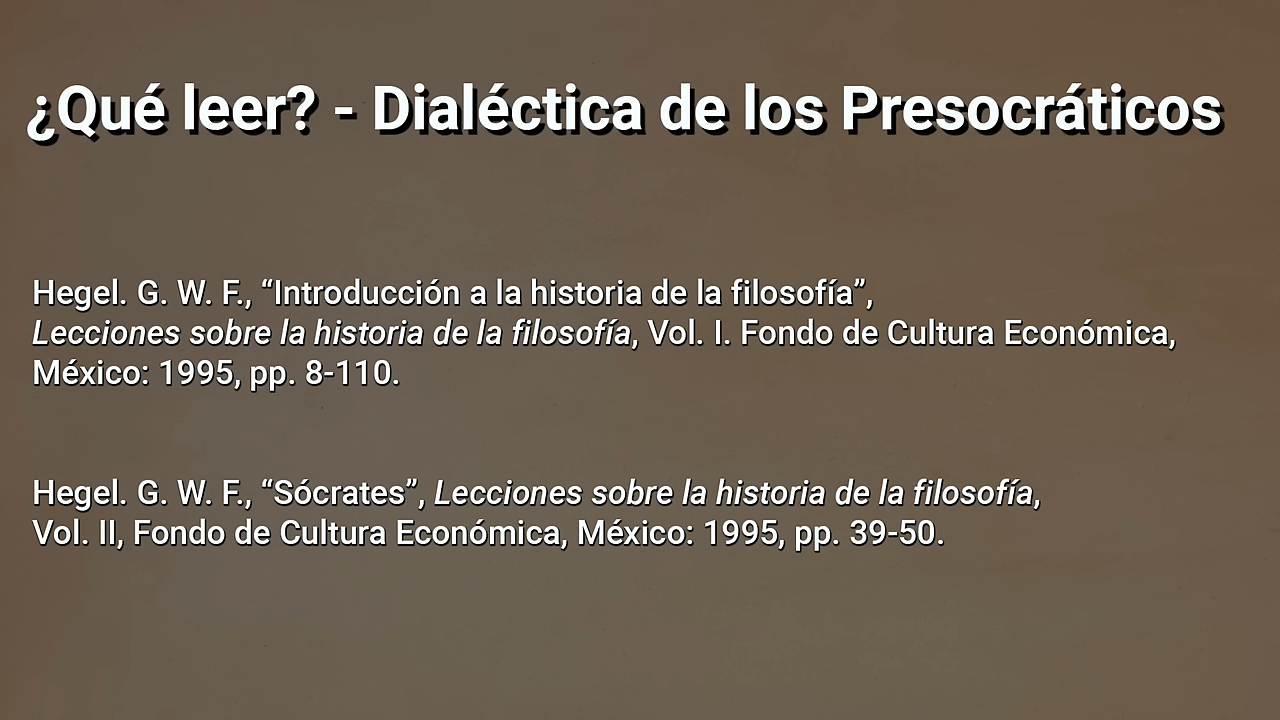 ¿Qué leer? - Dialéctica de los Presocráticos
Hegel. G. W. F., “Introducción a la historia de la filosofía”,
Lecciones sobre la historia de la filosofía, Vol. I. Fondo de Cultura Económica,
México: 1995, pp. 8-110.
Hegel. G. W. F., “Sócrates”, Lecciones sobre la historia de la filosofía,
Vol. II, Fondo de Cultura Económica, México: 1995, pp. 39-50.